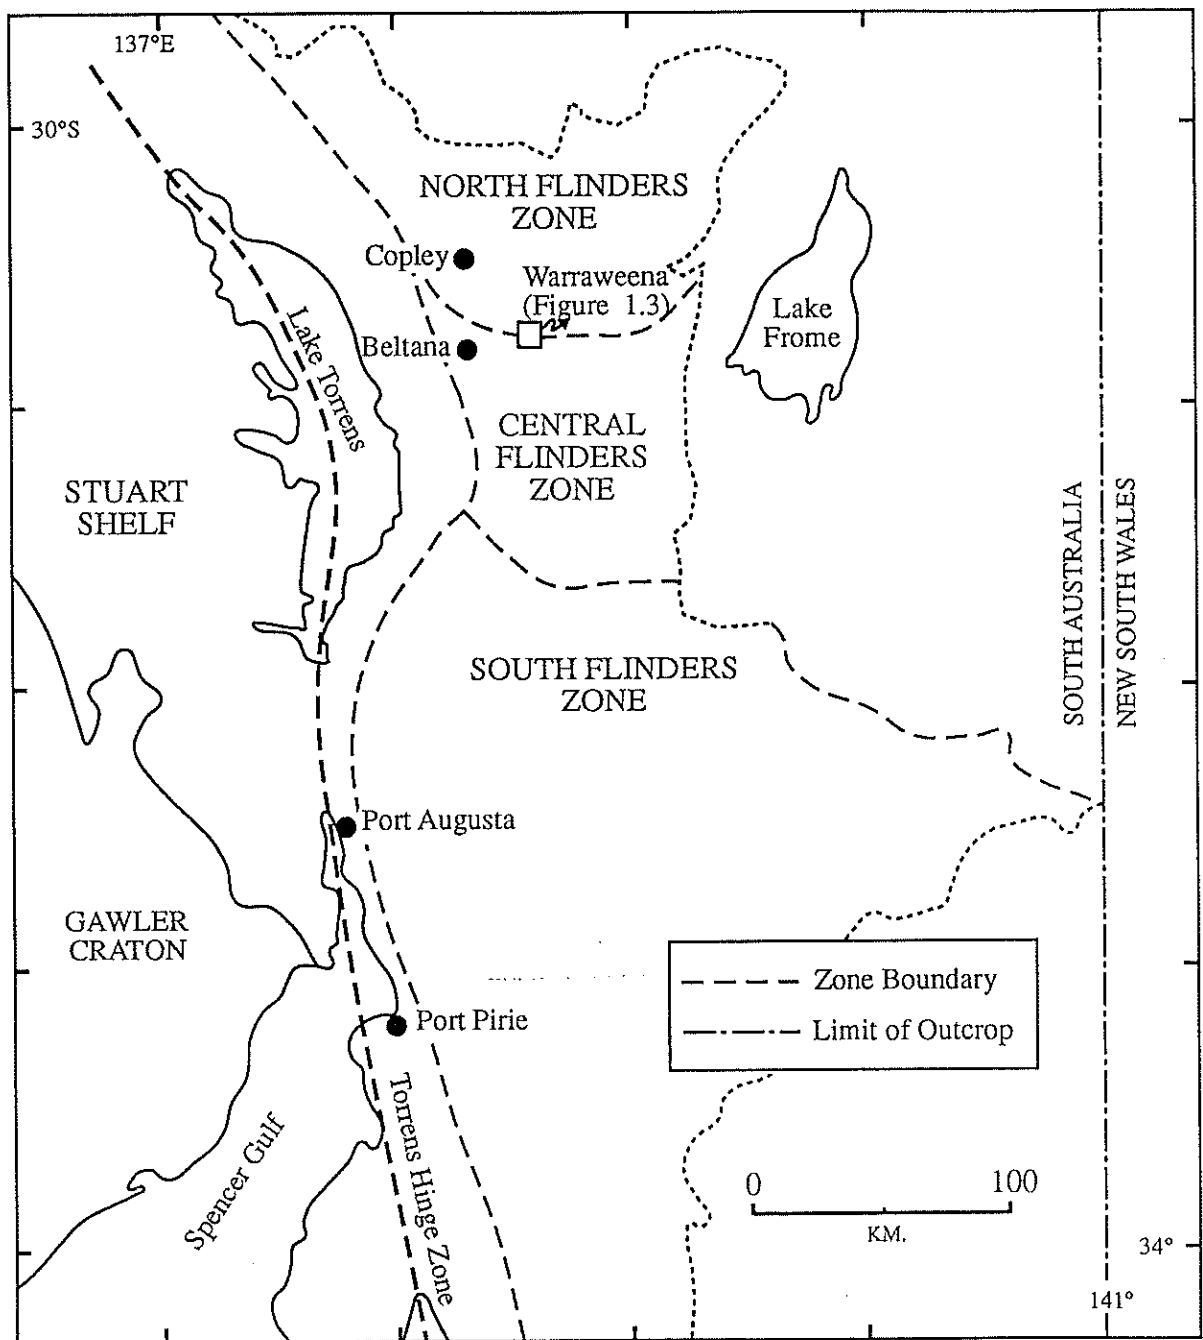 137°E
30°S
NORTH FLINDERS
ZONE
Copley
Warraweena
(Figure 1.3)
Lake Torrens
Beltana
Lake
Frome
CENTRAL
FLINDERS
ZONE
STUART
SHELF
SOUTH AUSTRALIA
NEW SOUTH WALES
SOUTH FLINDERS
ZONE
Port Augusta
GAWLER
CRATON
Zone Boundary
Limit of Outcrop
Port Pirie
Torrens Hinge Zone
Spencer Gulf
0 100
KM.
34°
141°